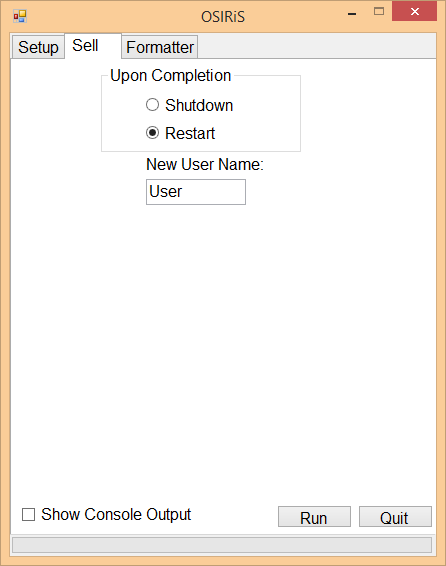 OSIRiS
Setup Sell Formatter
Upon Completion
Shutdown
Restart
New User Name:
User
Show Console Output Run Quit